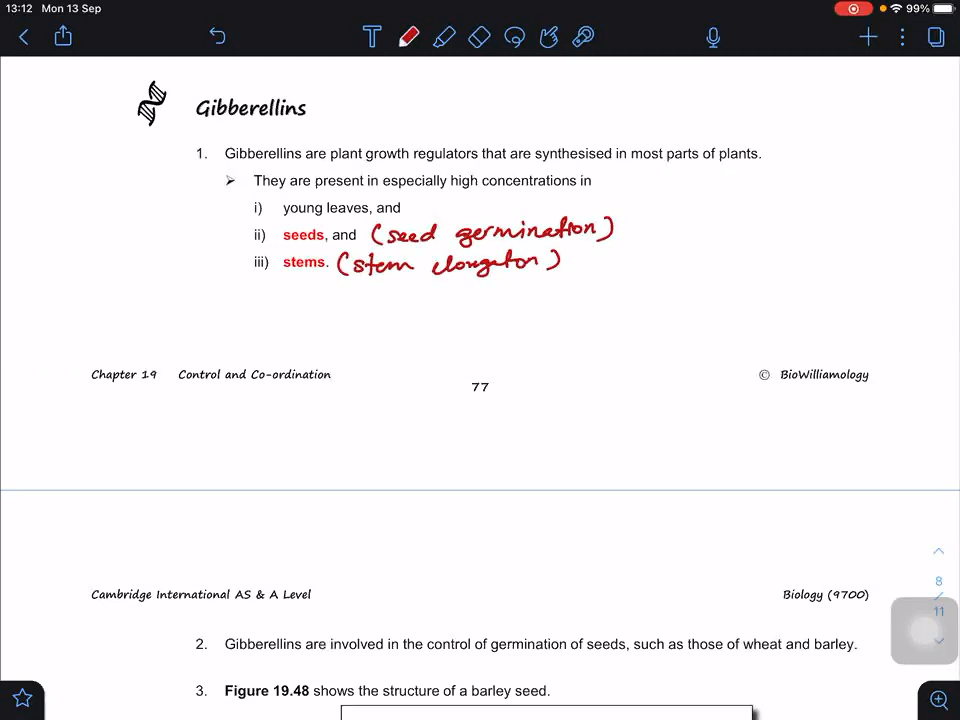 13:12 Mon 13 Sep 99%
Gibberellins
1. Gibberellins are plant growth regulators that are synthesised in most parts of plants.
➢ They are present in especially high concentrations in
i) young leaves, and
ii) seeds, and (seed germination)
iii) stems. (stem elongaton)
Chapter 19 Control and Co-ordination 77 © BioWilliamology
8
/
11
Cambridge International AS & A Level Biology (9700)
2. Gibberellins are involved in the control of germination of seeds, such as those of wheat and barley.
3. Figure 19.48 shows the structure of a barley seed.